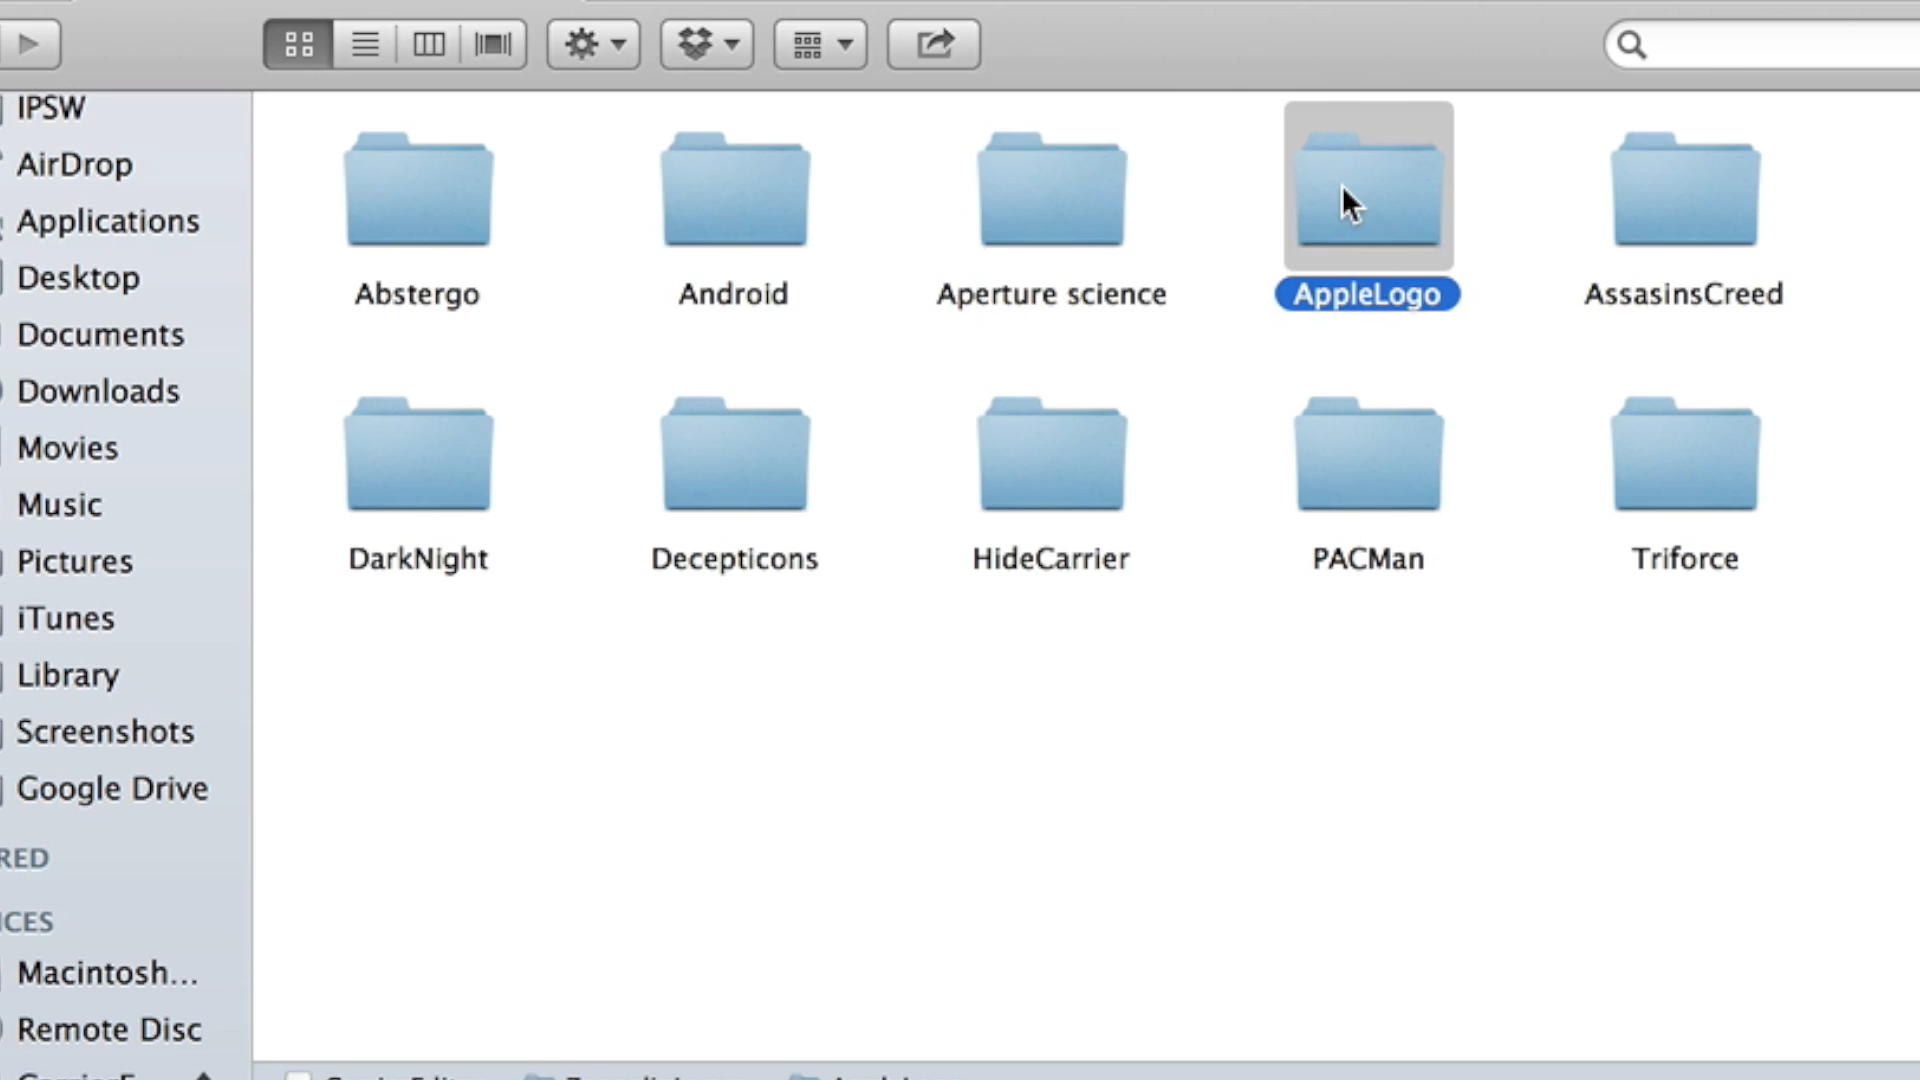 IPSW
AirDrop
Applications
Desktop
Documents
Downloads
Movies
Music
Pictures
iTunes
Library
Screenshots
Google Drive
RED
ICES
Macintosh...
Remote Disc
Abstergo Android Aperture science AppleLogo AssasinsCreed
DarkNight Decepticons HideCarrier PACMan Triforce